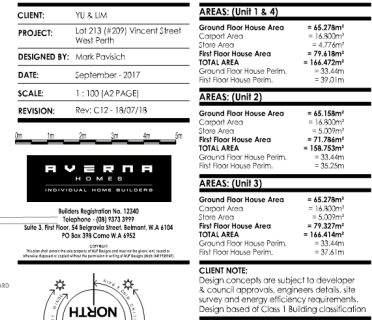 CLIENT: YU & LIM
PROJECT: Lot 213 (#209) Vincent Street
West Perth
DESIGNED BY: Mark Pavisich
DATE: September - 2017
SCALE: 1 : 100 (A2 PAGE)
REVISION: Rev: C12 - 18/07/18
0m 1m 2m 3m 4m 5m
AVERNA
HOMES
INDIVIDUAL HOME BUILDERS
Builders Registration No. 12340
Telephone - (08) 9373 3999
Suite 3, First Floor, 54 Belgravia Street, Belmont, W.A 6104
PO Box 398 Como W.A 6952
COPYRIGHT
NORTH
ARD
AREAS: (Unit 1 & 4)
Ground Floor House Area = 65.278m²
Carport Area = 16.800m²
Store Area = 4.776m²
First Floor House Area = 79.618m²
TOTAL AREA = 166.472m²
Ground Floor House Perim. = 33.44m
First Floor House Perim. = 39.01m
AREAS: (Unit 2)
Ground Floor House Area = 65.158m²
Carport Area = 16.800m²
Store Area = 5.009m²
First Floor House Area = 71.786m²
TOTAL AREA = 158.753m²
Ground Floor House Perim. = 33.44m
First Floor House Perim. = 35.25m
AREAS: (Unit 3)
Ground Floor House Area = 65.278m²
Carport Area = 16.800m²
Store Area = 5.009m²
First Floor House Area = 79.327m²
TOTAL AREA = 166.414m²
Ground Floor House Perim. = 33.44m
First Floor House Perim. = 37.61m
CLIENT NOTE:
Design concepts are subject to developer
& council approvals, engineers details, site
survey and energy efficiency requirements.
Design based of Class 1 Building classification